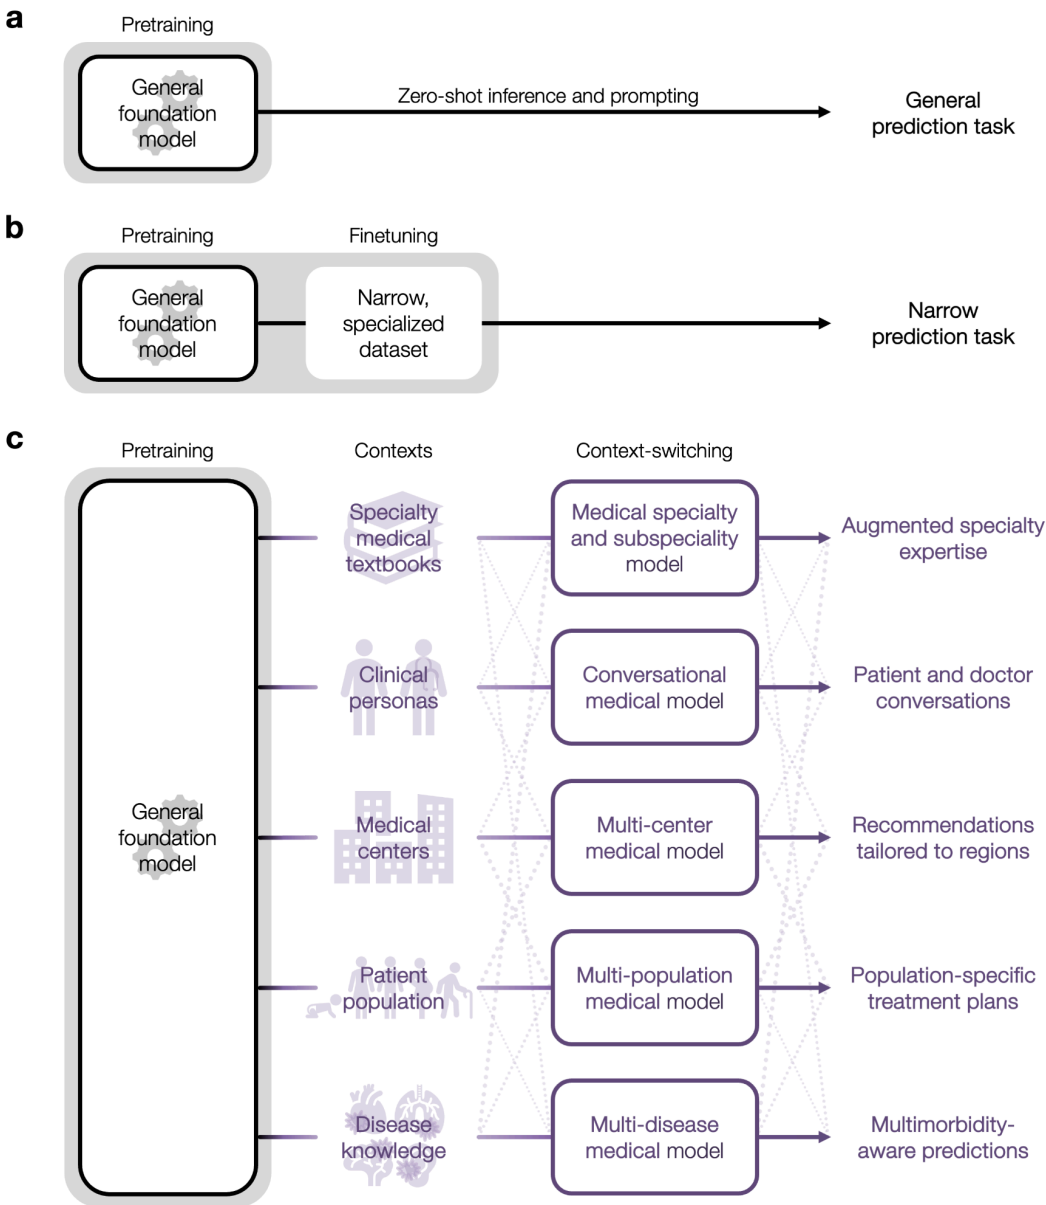 a
Pretraining
General
foundation
model
Zero-shot inference and prompting
General
prediction task
b
Pretraining
Finetuning
General
foundation
model
Narrow,
specialized
dataset
Narrow
prediction task
c
Pretraining
Contexts
Context-switching
General
foundation
model
Specialty
medical
textbooks
Medical specialty
and subspeciality
model
Augmented specialty
expertise
Clinical
personas
Conversational
medical model
Patient and doctor
conversations
Medical
centers
Multi-center
medical model
Recommendations
tailored to regions
Patient
population
Multi-population
medical model
Population-specific
treatment plans
Disease
knowledge
Multi-disease
medical model
Multimorbidity-
aware predictions